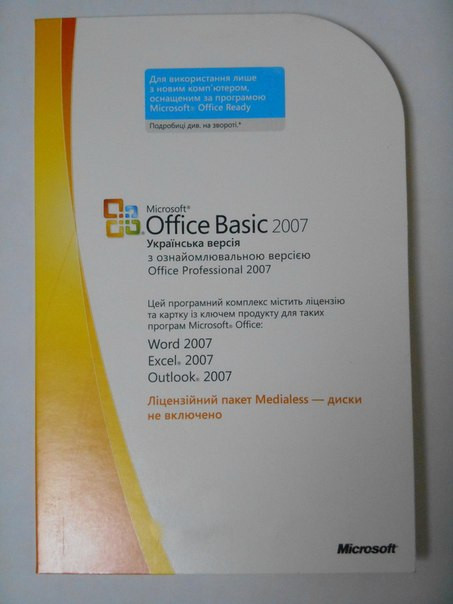 Для використання лише
з новим комп'ютером,
оснащеним за програмою
Microsoft® Office Ready
Подробиці див. на звороті.*
Microsoft®
Office Basic 2007
Українська версія
з ознайомлювальною версією
Office Professional 2007
Цей програмний комплекс містить ліцензію
та картку із ключем продукту для таких
програм Microsoft® Office:
Word 2007
Excel® 2007
Outlook® 2007
Ліцензійний пакет Medialess — диски
не включено
Microsoft®